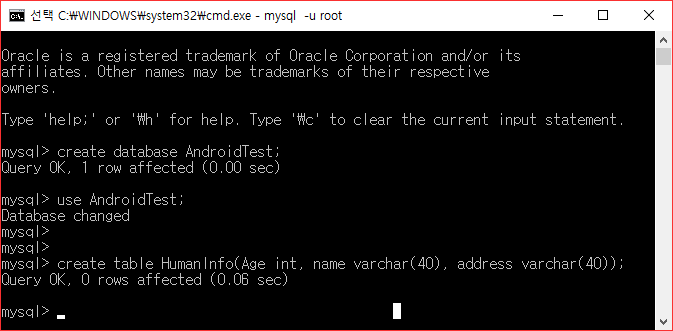 선택 C:₩WINDOWS₩system32₩cmd.exe - mysql  -u root
Oracle is a registered trademark of Oracle Corporation and/or its
affiliates. Other names may be trademarks of their respective
owners.
Type 'help;' or '₩h' for help. Type '₩c' to clear the current input statement.
mysql> create database AndroidTest;
Query OK, 1 row affected (0.00 sec)
mysql> use AndroidTest;
Database changed
mysql>
mysql>
mysql> create table HumanInfo(Age int, name varchar(40), address varchar(40));
Query OK, 0 rows affected (0.06 sec)
mysql> _